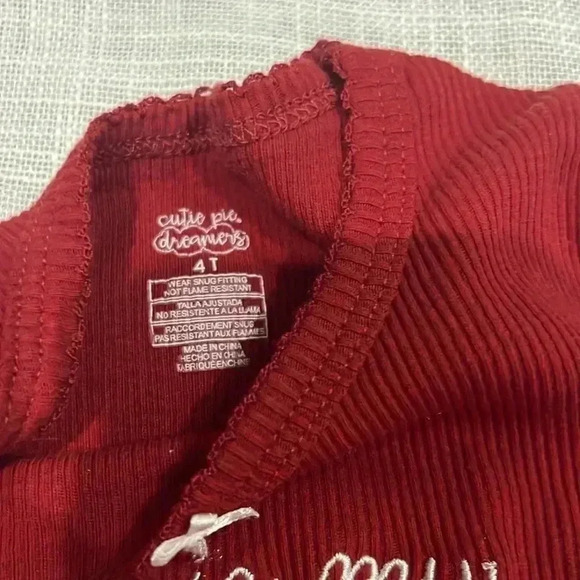 cutie pie.
dreamers
4T
WEAR SNUG FITTING
NOT FLAME RESISTANT
TALLA AJUSTADA
NO RESISTENTE A LA LLAMA
RACCORDEMENT SNUG
PAS RESISTANT AUX FLAMMES
MADE IN CHINA
HECHO EN CHINA
FABRIQUÉ EN CHINE